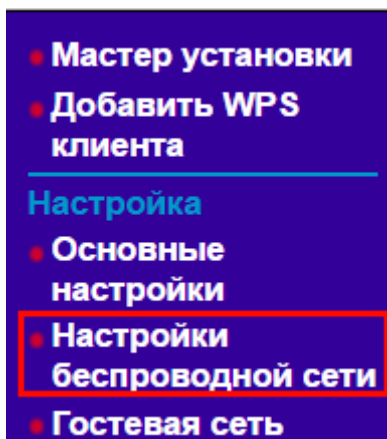 Мастер установки
Добавить WPS
клиента
Настройка
Основные
настройки
Настройки
беспроводной сети
Гостевая сеть